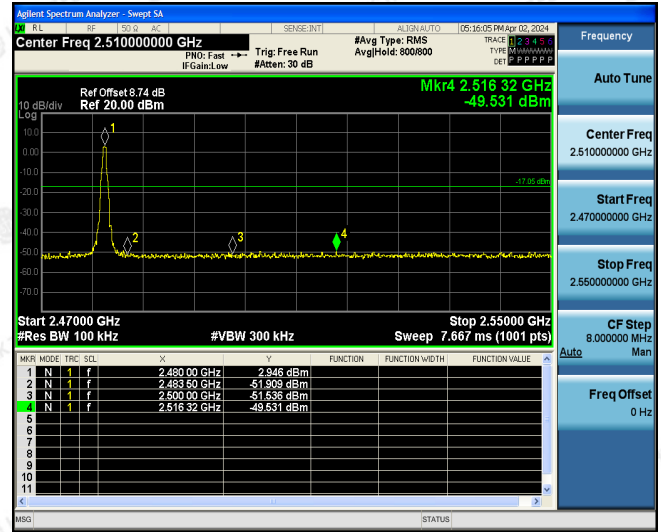 Agilent Spectrum Analyzer - Swept SA
RL RF 50 Ω AC SENSE:INT ALIGN AUTO 05:16:05 PM Apr 02, 2024
Center Freq 2.510000000 GHz
PNO: Fast
IFGain:Low
Trig: Free Run
#Atten: 30 dB
#Avg Type: RMS
Avg|Hold: 800/800
TRACE 1 2 3 4 5 6
TYPE M
DET P P P P P P
Ref Offset 8.74 dB
10 dB/div Ref 20.00 dBm
Log
Mkr4 2.516 32 GHz
-49.531 dBm
10.0
0.00
-10.0
-20.0
-30.0
-40.0
-50.0
-60.0
-70.0
1
2
3
4
-17.05 dBm
Start 2.47000 GHz Stop 2.55000 GHz
#Res BW 100 kHz #VBW 300 kHz Sweep 7.667 ms (1001 pts)
MKR MODE TRC SCL X Y FUNCTION FUNCTION WIDTH FUNCTION VALUE
1 N 1 f 2.480 00 GHz 2.946 dBm
2 N 1 f 2.483 50 GHz -51.909 dBm
3 N 1 f 2.500 00 GHz -51.536 dBm
4 N 1 f 2.516 32 GHz -49.531 dBm
5
6
7
8
9
10
11
MSG STATUS
Frequency
Auto Tune
Center Freq
2.510000000 GHz
Start Freq
2.470000000 GHz
Stop Freq
2.550000000 GHz
CF Step
8.000000 MHz
Auto Man
Freq Offset
0 Hz